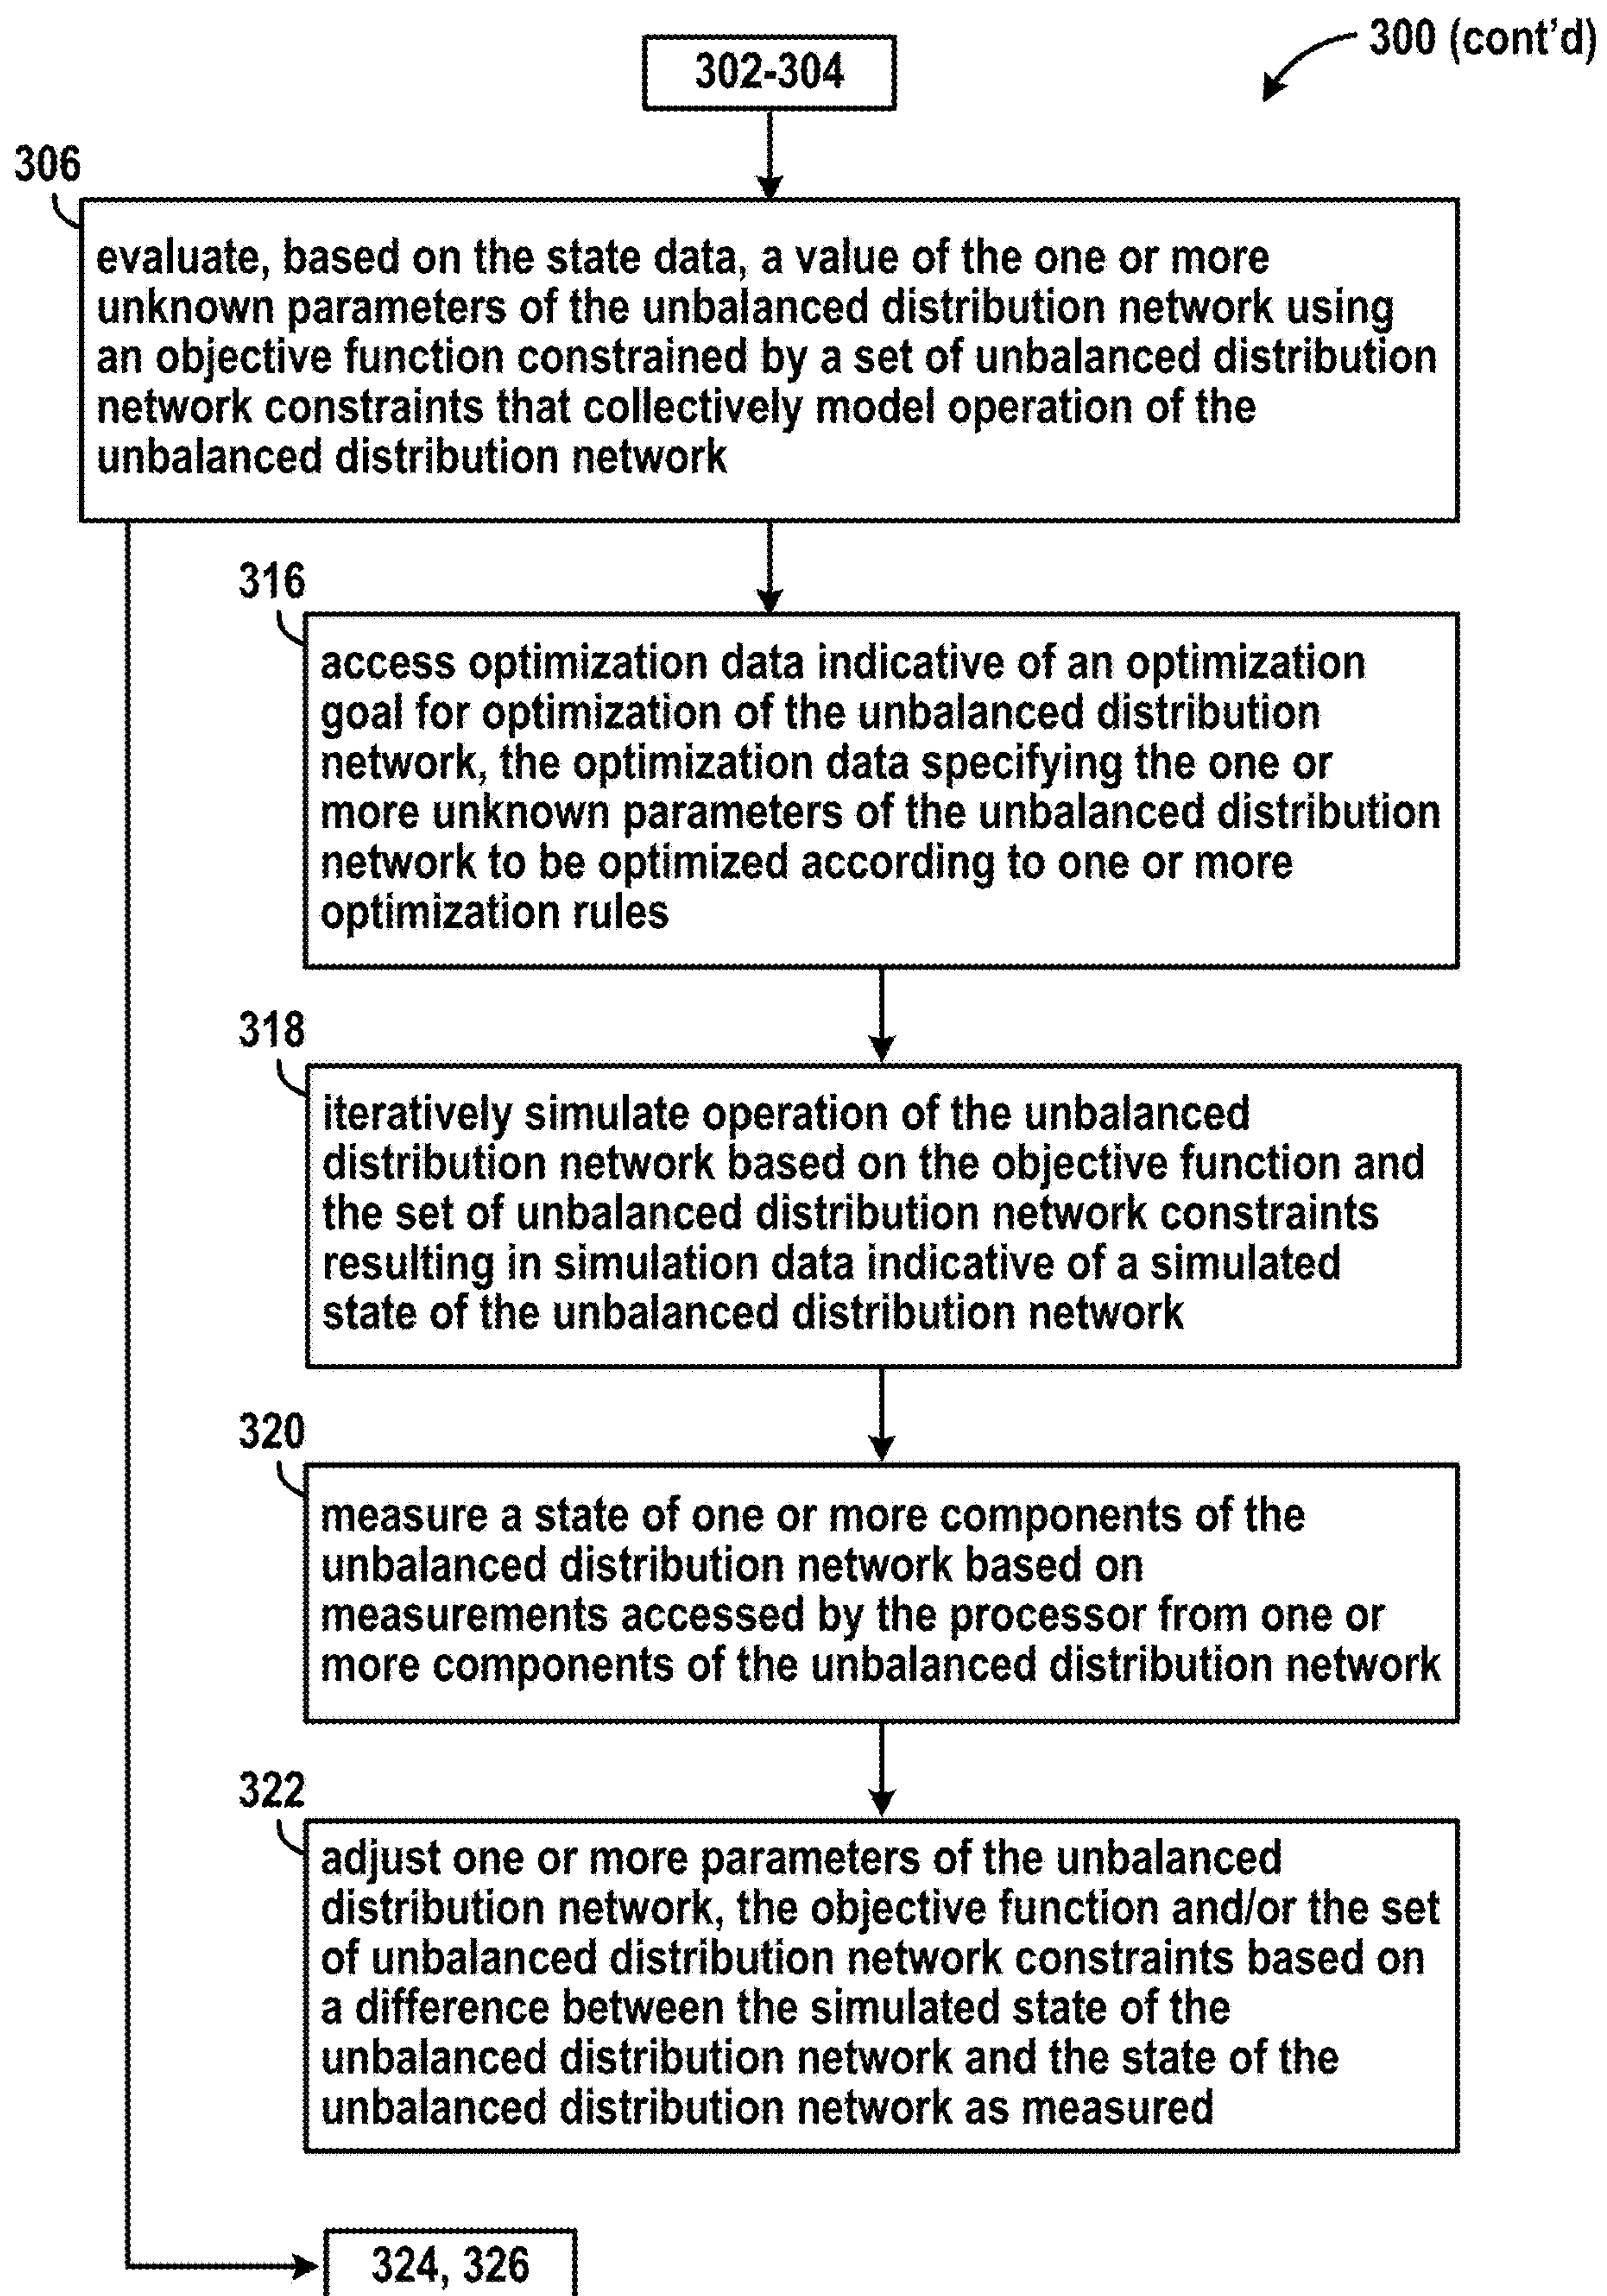 300 (cont'd)
302-304
306
evaluate, based on the state data, a value of the one or more
unknown parameters of the unbalanced distribution network using
an objective function constrained by a set of unbalanced distribution
network constraints that collectively model operation of the
unbalanced distribution network
316
access optimization data indicative of an optimization
goal for optimization of the unbalanced distribution
network, the optimization data specifying the one or
more unknown parameters of the unbalanced distribution
network to be optimized according to one or more
optimization rules
318
iteratively simulate operation of the unbalanced
distribution network based on the objective function and
the set of unbalanced distribution network constraints
resulting in simulation data indicative of a simulated
state of the unbalanced distribution network
320
measure a state of one or more components of the
unbalanced distribution network based on
measurements accessed by the processor from one or
more components of the unbalanced distribution network
322
adjust one or more parameters of the unbalanced
distribution network, the objective function and/or the set
of unbalanced distribution network constraints based on
a difference between the simulated state of the
unbalanced distribution network and the state of the
unbalanced distribution network as measured
324, 326